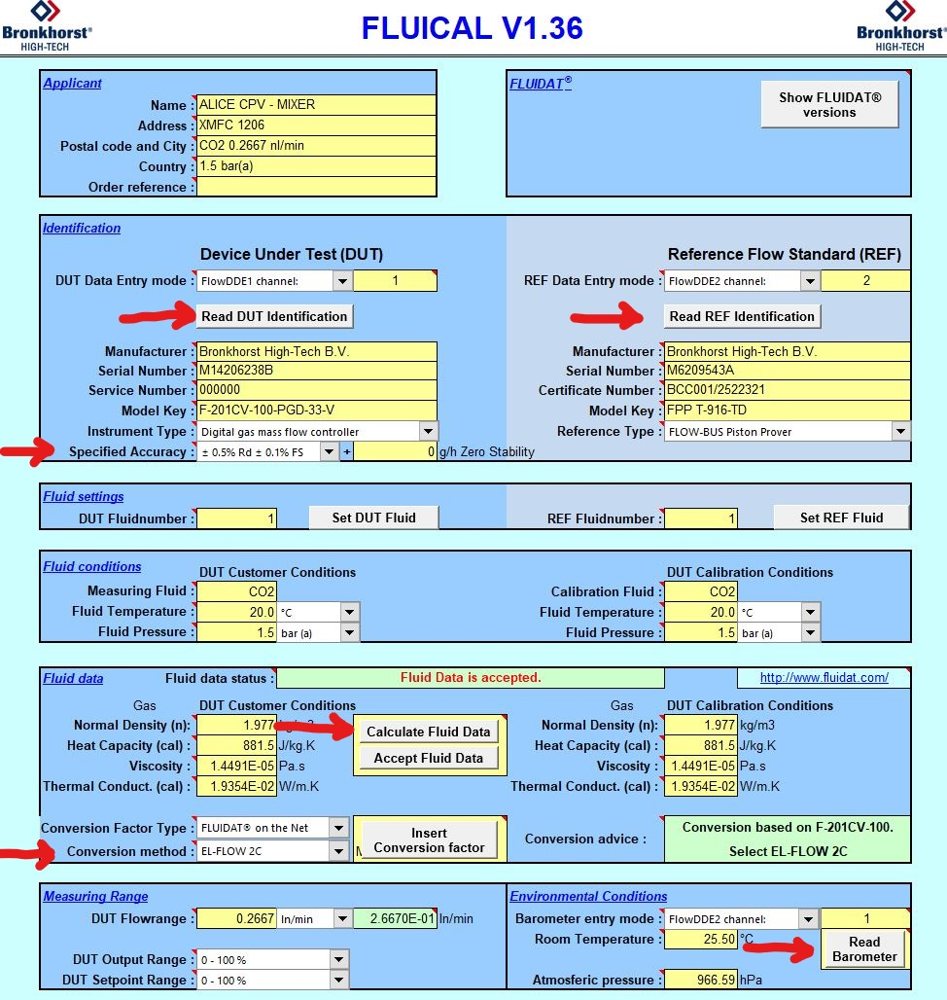 Bronkhorst®
HIGH-TECH
FLUICAL V1.36
Bronkhorst®
HIGH-TECH
Applicant
Name : ALICE CPV - MIXER
Address : XMFC 1206
Postal code and City : CO2 0.2667 nl/min
Country : 1.5 bar(a)
Order reference :
FLUIDAT®
Show FLUIDAT®
versions
Identification
Device Under Test (DUT)
Reference Flow Standard (REF)
DUT Data Entry mode : FlowDDE1 channel: 1
REF Data Entry mode : FlowDDE2 channel: 2
Read DUT Identification
Read REF Identification
Manufacturer : Bronkhorst High-Tech B.V.
Manufacturer : Bronkhorst High-Tech B.V.
Serial Number : M14206238B
Serial Number : M6209543A
Service Number : 000000
Certificate Number : BCC001/2522321
Model Key : F-201CV-100-PGD-33-V
Model Key : FPP T-916-TD
Instrument Type : Digital gas mass flow controller
Reference Type : FLOW-BUS Piston Prover
Specified Accuracy : ± 0.5% Rd ± 0.1% FS + 0 g/h Zero Stability
Fluid settings
DUT Fluidnumber : 1 Set DUT Fluid
REF Fluidnumber : 1 Set REF Fluid
Fluid conditions
DUT Customer Conditions
DUT Calibration Conditions
Measuring Fluid : CO2
Calibration Fluid : CO2
Fluid Temperature : 20.0 °C
Fluid Temperature : 20.0 °C
Fluid Pressure : 1.5 bar (a)
Fluid Pressure : 1.5 bar (a)
Fluid data
Fluid data status : Fluid Data is accepted.
http://www.fluidat.com/
Gas DUT Customer Conditions
Gas DUT Calibration Conditions
Normal Density (n): 1.977 kg/m3
Normal Density (n): 1.977 kg/m3
Calculate Fluid Data
Heat Capacity (cal) : 881.5 J/kg.K
Heat Capacity (cal) : 881.5 J/kg.K
Accept Fluid Data
Viscosity : 1.4491E-05 Pa.s
Viscosity : 1.4491E-05 Pa.s
Thermal Conduct. (cal) : 1.9354E-02 W/m.K
Thermal Conduct. (cal) : 1.9354E-02 W/m.K
Conversion Factor Type : FLUIDAT® on the Net
Conversion method : EL-FLOW 2C
Insert
Conversion factor
Conversion advice :
Conversion based on F-201CV-100.
Select EL-FLOW 2C
Measuring Range
Environmental Conditions
DUT Flowrange : 0.2667 ln/min 2.6670E-01 ln/min
Barometer entry mode : FlowDDE2 channel: 1
Room Temperature : 25.50 °C
Read
Barometer
DUT Output Range : 0 - 100 %
DUT Setpoint Range : 0 - 100 %
Atmosferic pressure : 966.59 hPa